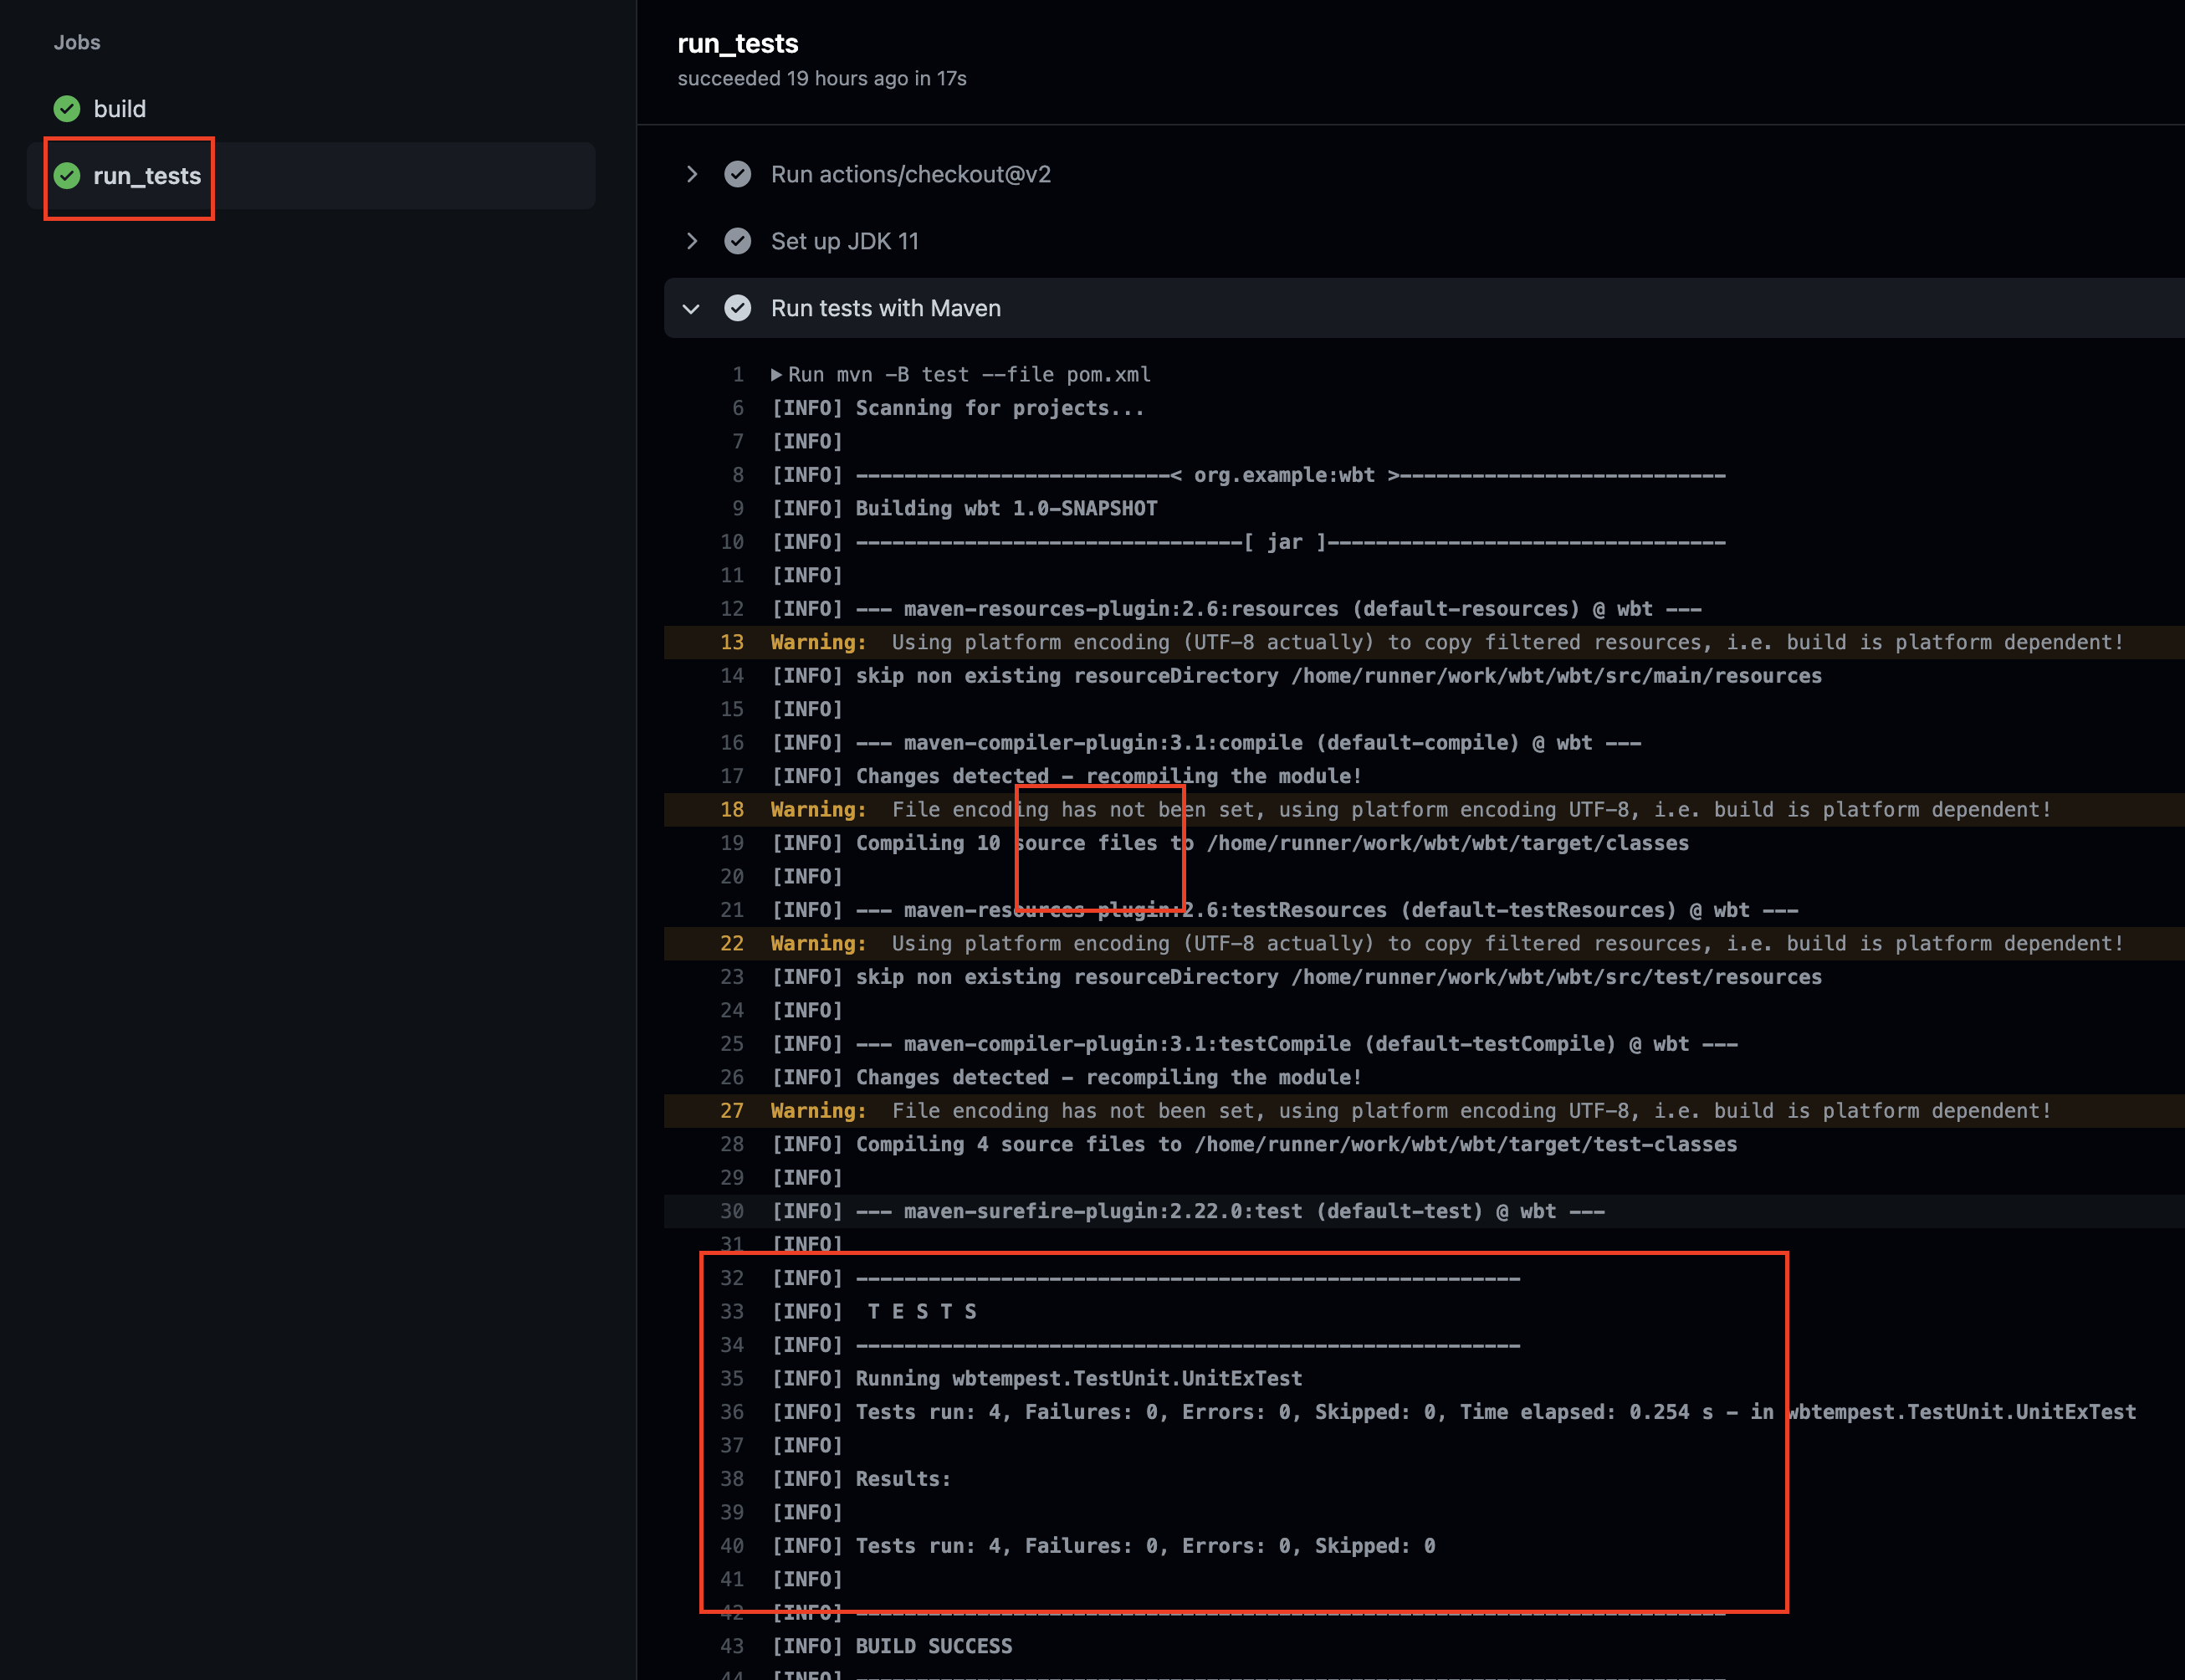 Jobs
build
run_tests
run_tests
succeeded 19 hours ago in 17s
Run actions/checkout@v2
Set up JDK 11
Run tests with Maven
1 Run mvn -B test --file pom.xml
6 [INFO] Scanning for projects...
7 [INFO]
8 [INFO] --------------------------< org.example:wbt >---------------------------
9 [INFO] Building wbt 1.0-SNAPSHOT
10 [INFO] --------------------------------[ jar ]---------------------------------
11 [INFO]
12 [INFO] --- maven-resources-plugin:2.6:resources (default-resources) @ wbt ---
13 Warning:  Using platform encoding (UTF-8 actually) to copy filtered resources, i.e. build is platform dependent!
14 [INFO] skip non existing resourceDirectory /home/runner/work/wbt/wbt/src/main/resources
15 [INFO]
16 [INFO] --- maven-compiler-plugin:3.1:compile (default-compile) @ wbt ---
17 [INFO] Changes detected - recompiling the module!
18 Warning:  File encoding has not been set, using platform encoding UTF-8, i.e. build is platform dependent!
19 [INFO] Compiling 10 source files to /home/runner/work/wbt/wbt/target/classes
20 [INFO]
21 [INFO] --- maven-resources-plugin:2.6:testResources (default-testResources) @ wbt ---
22 Warning:  Using platform encoding (UTF-8 actually) to copy filtered resources, i.e. build is platform dependent!
23 [INFO] skip non existing resourceDirectory /home/runner/work/wbt/wbt/src/test/resources
24 [INFO]
25 [INFO] --- maven-compiler-plugin:3.1:testCompile (default-testCompile) @ wbt ---
26 [INFO] Changes detected - recompiling the module!
27 Warning:  File encoding has not been set, using platform encoding UTF-8, i.e. build is platform dependent!
28 [INFO] Compiling 4 source files to /home/runner/work/wbt/wbt/target/test-classes
29 [INFO]
30 [INFO] --- maven-surefire-plugin:2.22.0:test (default-test) @ wbt ---
31 [INFO]
32 [INFO] -------------------------------------------------------
33 [INFO]  T E S T S
34 [INFO] -------------------------------------------------------
35 [INFO] Running wbtempest.TestUnit.UnitExTest
36 [INFO] Tests run: 4, Failures: 0, Errors: 0, Skipped: 0, Time elapsed: 0.254 s - in wbtempest.TestUnit.UnitExTest
37 [INFO]
38 [INFO] Results:
39 [INFO]
40 [INFO] Tests run: 4, Failures: 0, Errors: 0, Skipped: 0
41 [INFO]
42 [INFO] ------------------------------------------------------------------------
43 [INFO] BUILD SUCCESS
44 [INFO] ------------------------------------------------------------------------